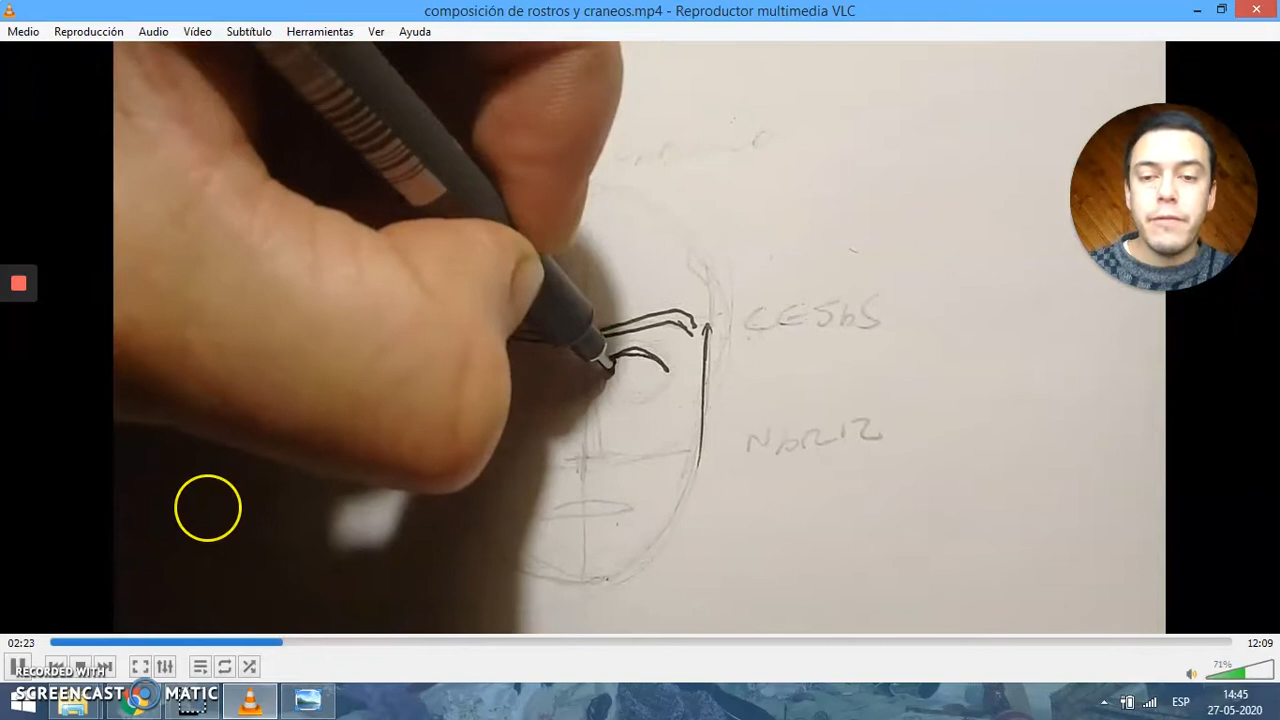 composición de rostros y craneos.mp4 - Reproductor multimedia VLC
Medio Reproducción Audio Vídeo Subtítulo Herramientas Ver Ayuda
CEJAS
NARIZ
02:23
12:09
71%
RECORDED WITH
SCREENCAST MATIC
ESP
14:45
27-05-2020